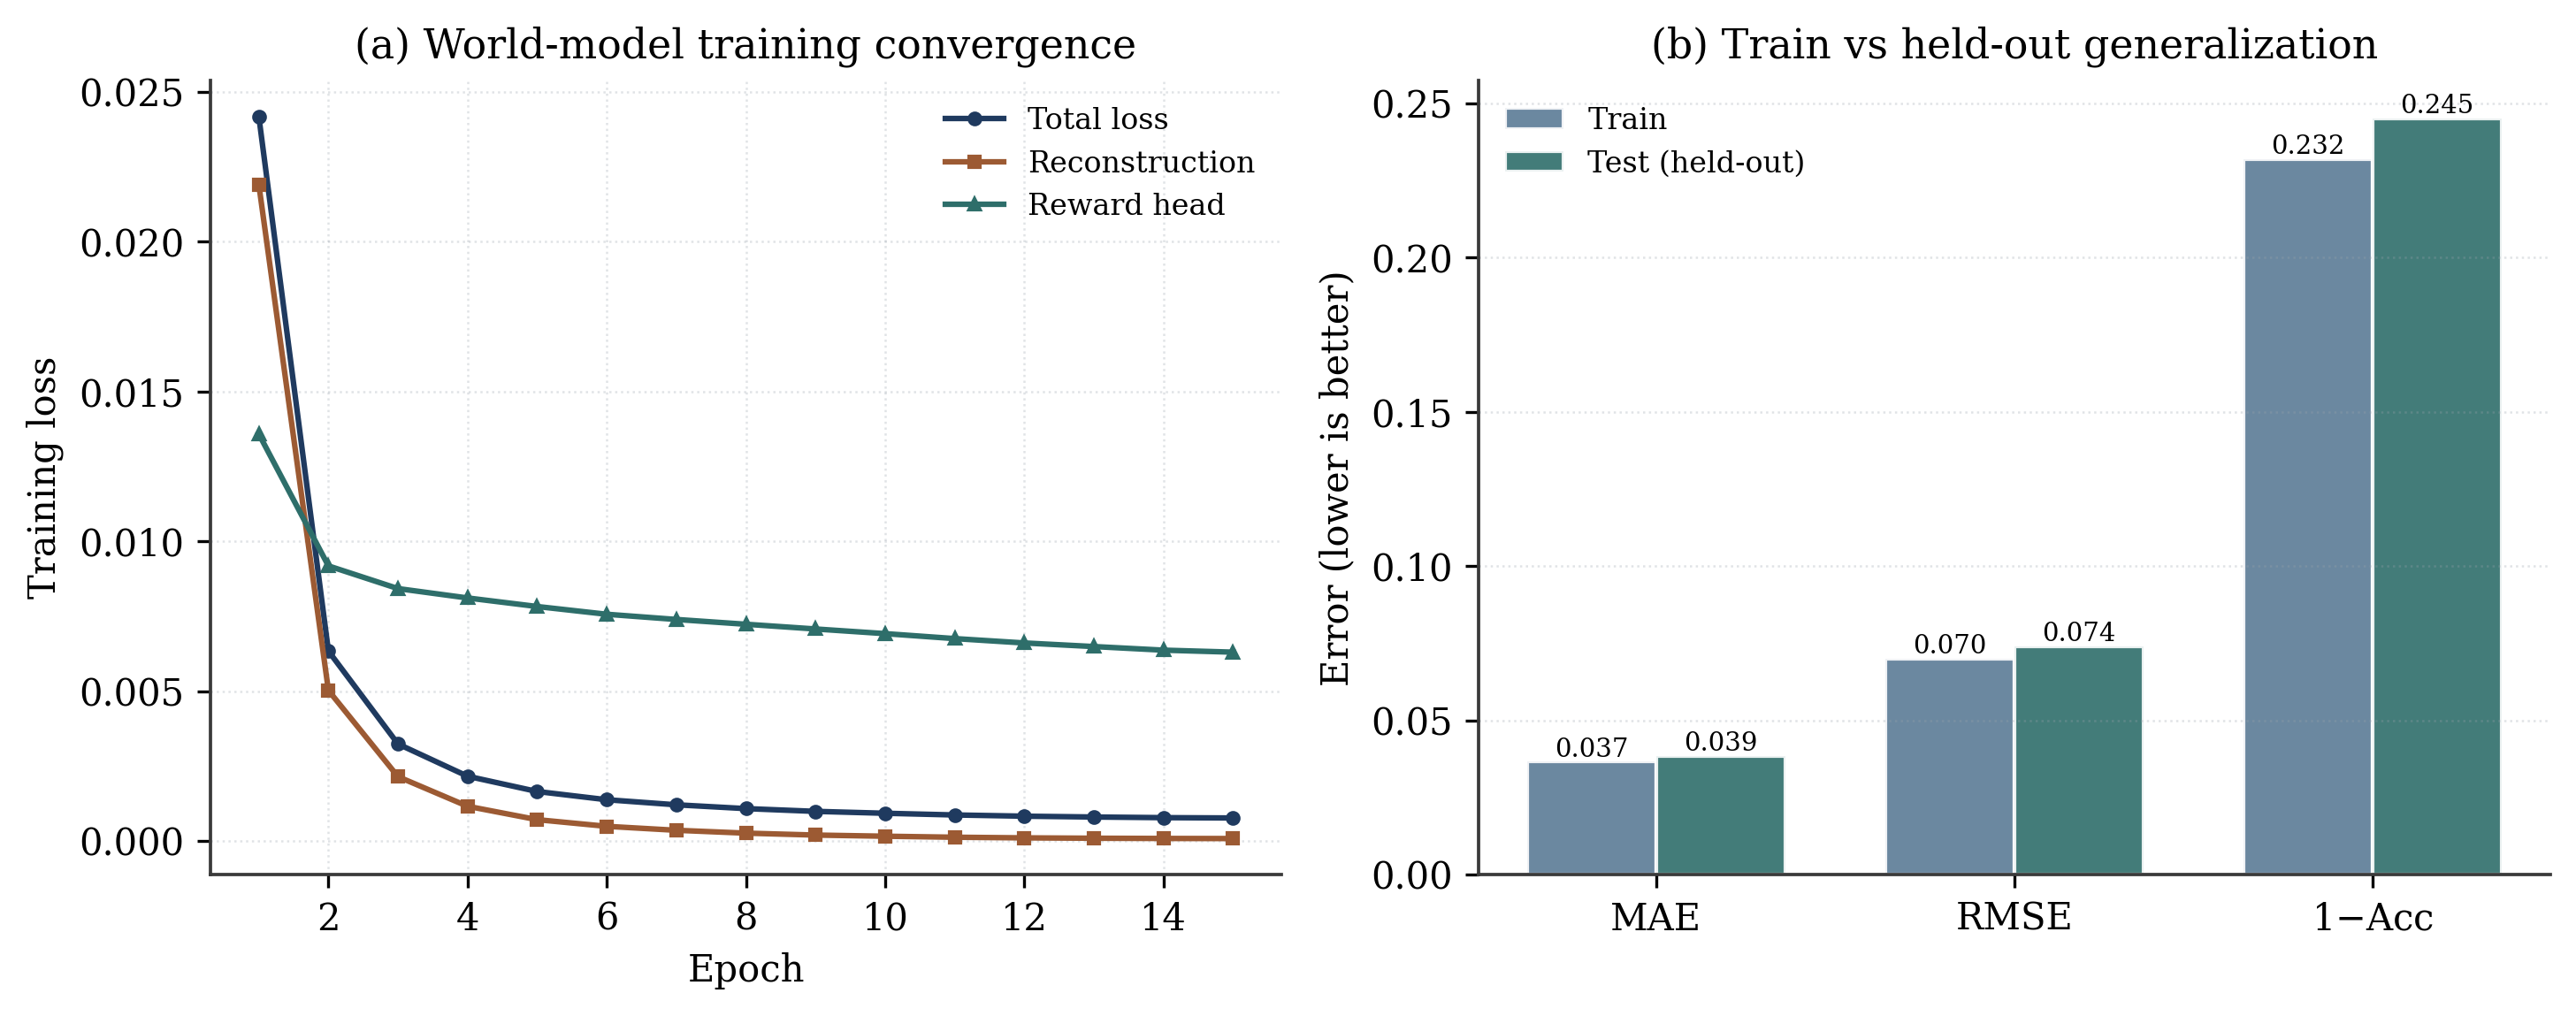 (a) World-model training convergence
Training loss
0.025
0.020
0.015
0.010
0.005
0.000
Total loss
Reconstruction
Reward head
2 4 6 8 10 12 14
Epoch
(b) Train vs held-out generalization
Error (lower is better)
0.25
0.20
0.15
0.10
0.05
0.00
Train
Test (held-out)
0.037
0.039
0.070
0.074
0.232
0.245
MAE RMSE 1−Acc